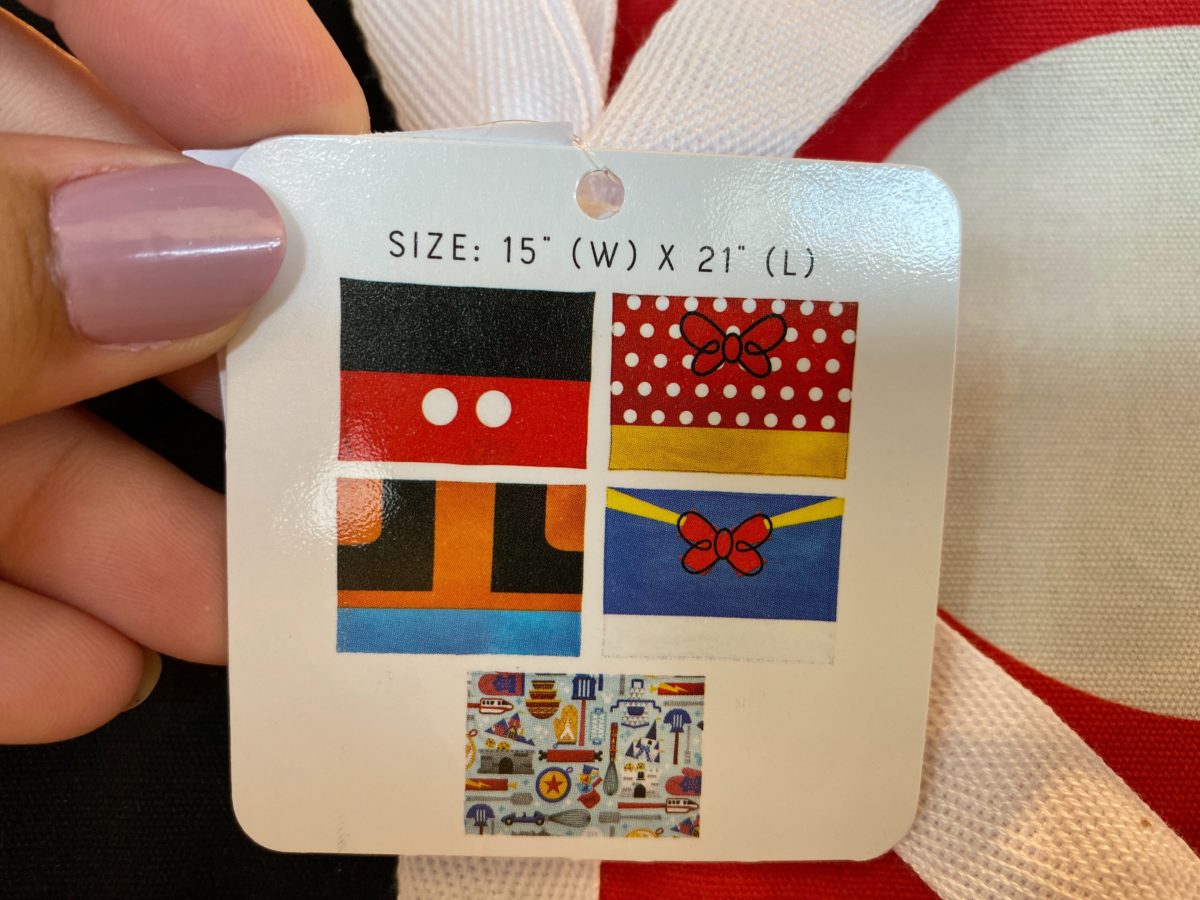 SIZE: 15" (W) X 21" (L)